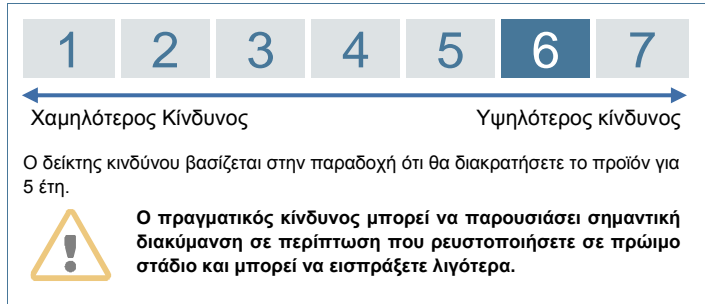 1 2 3 4 5 6 7
Χαμηλότερος Κίνδυνος Υψηλότερος κίνδυνος
Ο δείκτης κινδύνου βασίζεται στην παραδοχή ότι θα διακρατήσετε το προϊόν για
5 έτη.
Ο πραγματικός κίνδυνος μπορεί να παρουσιάσει σημαντική
διακύμανση σε περίπτωση που ρευστοποιήσετε σε πρώιμο
στάδιο και μπορεί να εισπράξετε λιγότερα.